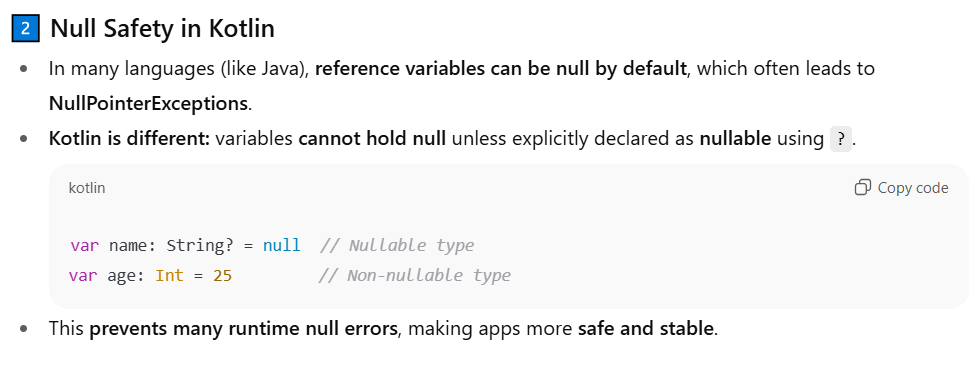 2 Null Safety in Kotlin
• In many languages (like Java), reference variables can be null by default, which often leads to
NullPointerExceptions.
• Kotlin is different: variables cannot hold null unless explicitly declared as nullable using ?.
kotlin Copy code
var name: String? = null // Nullable type
var age: Int = 25 // Non-nullable type
• This prevents many runtime null errors, making apps more safe and stable.